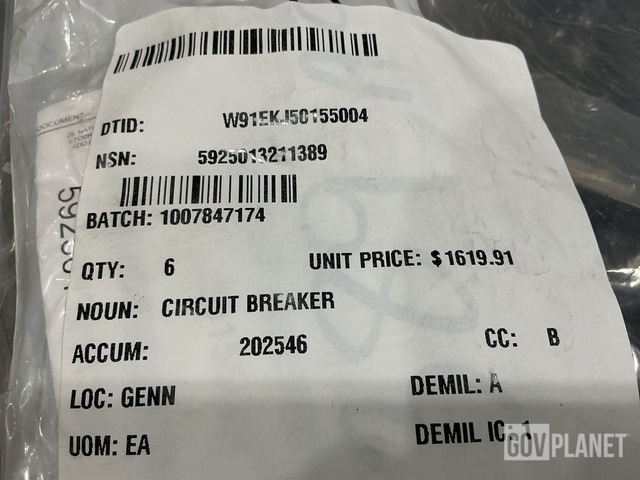 DOCUMENT
DTID: W91EKJ50155004
NSN: 5925013211389
BATCH: 1007847174
QTY: 6 UNIT PRICE: $1619.91
NOUN: CIRCUIT BREAKER
ACCUM: 202546 CC: B
LOC: GENN DEMIL: A
UOM: EA DEMIL IC: 1
GOVPLANET